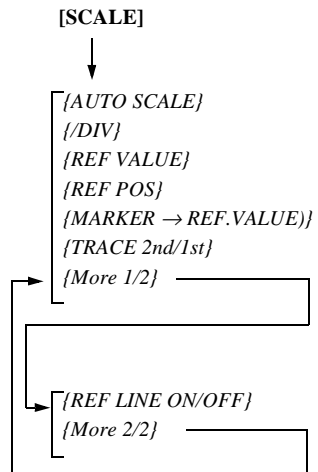 [SCALE]
{AUTO SCALE}
{/DIV}
{REF VALUE}
{REF POS}
{MARKER → REF.VALUE)}
{TRACE 2nd/1st}
{More 1/2}
{REF LINE ON/OFF}
{More 2/2}